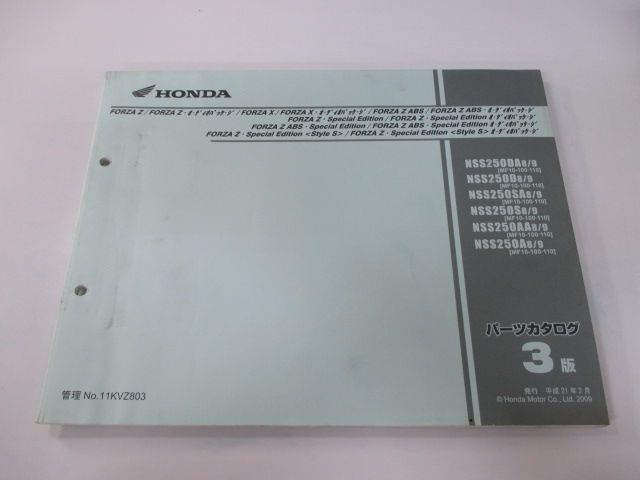 HONDA
FORZA Z / FORZA Z・ｵｰﾃﾞｨｵﾊﾟｯｹｰｼﾞ / FORZA X / FORZA X・ｵｰﾃﾞｨｵﾊﾟｯｹｰｼﾞ / FORZA Z ABS / FORZA Z ABS・ｵｰﾃﾞｨｵﾊﾟｯｹｰｼﾞ
FORZA Z・Special Edition / FORZA Z・Special Edition ｵｰﾃﾞｨｵﾊﾟｯｹｰｼﾞ
FORZA Z ABS・Special Edition / FORZA Z ABS・Special Edition ｵｰﾃﾞｨｵﾊﾟｯｹｰｼﾞ
FORZA Z・Special Edition <Style S> / FORZA Z・Special Edition <Style S> ｵｰﾃﾞｨｵﾊﾟｯｹｰｼﾞ
NSS250DA8/9
[MF10-100・110]
NSS250D8/9
[MF10-100・110]
NSS250SA8/9
[MF10-100・110]
NSS250S8/9
[MF10-100・110]
NSS250AA8/9
[MF10-100・110]
NSS250A8/9
[MF10-100・110]
パーツカタログ
3版
発行 平成21年2月
© Honda Motor Co., Ltd. 2009
管理 No.11KVZ803